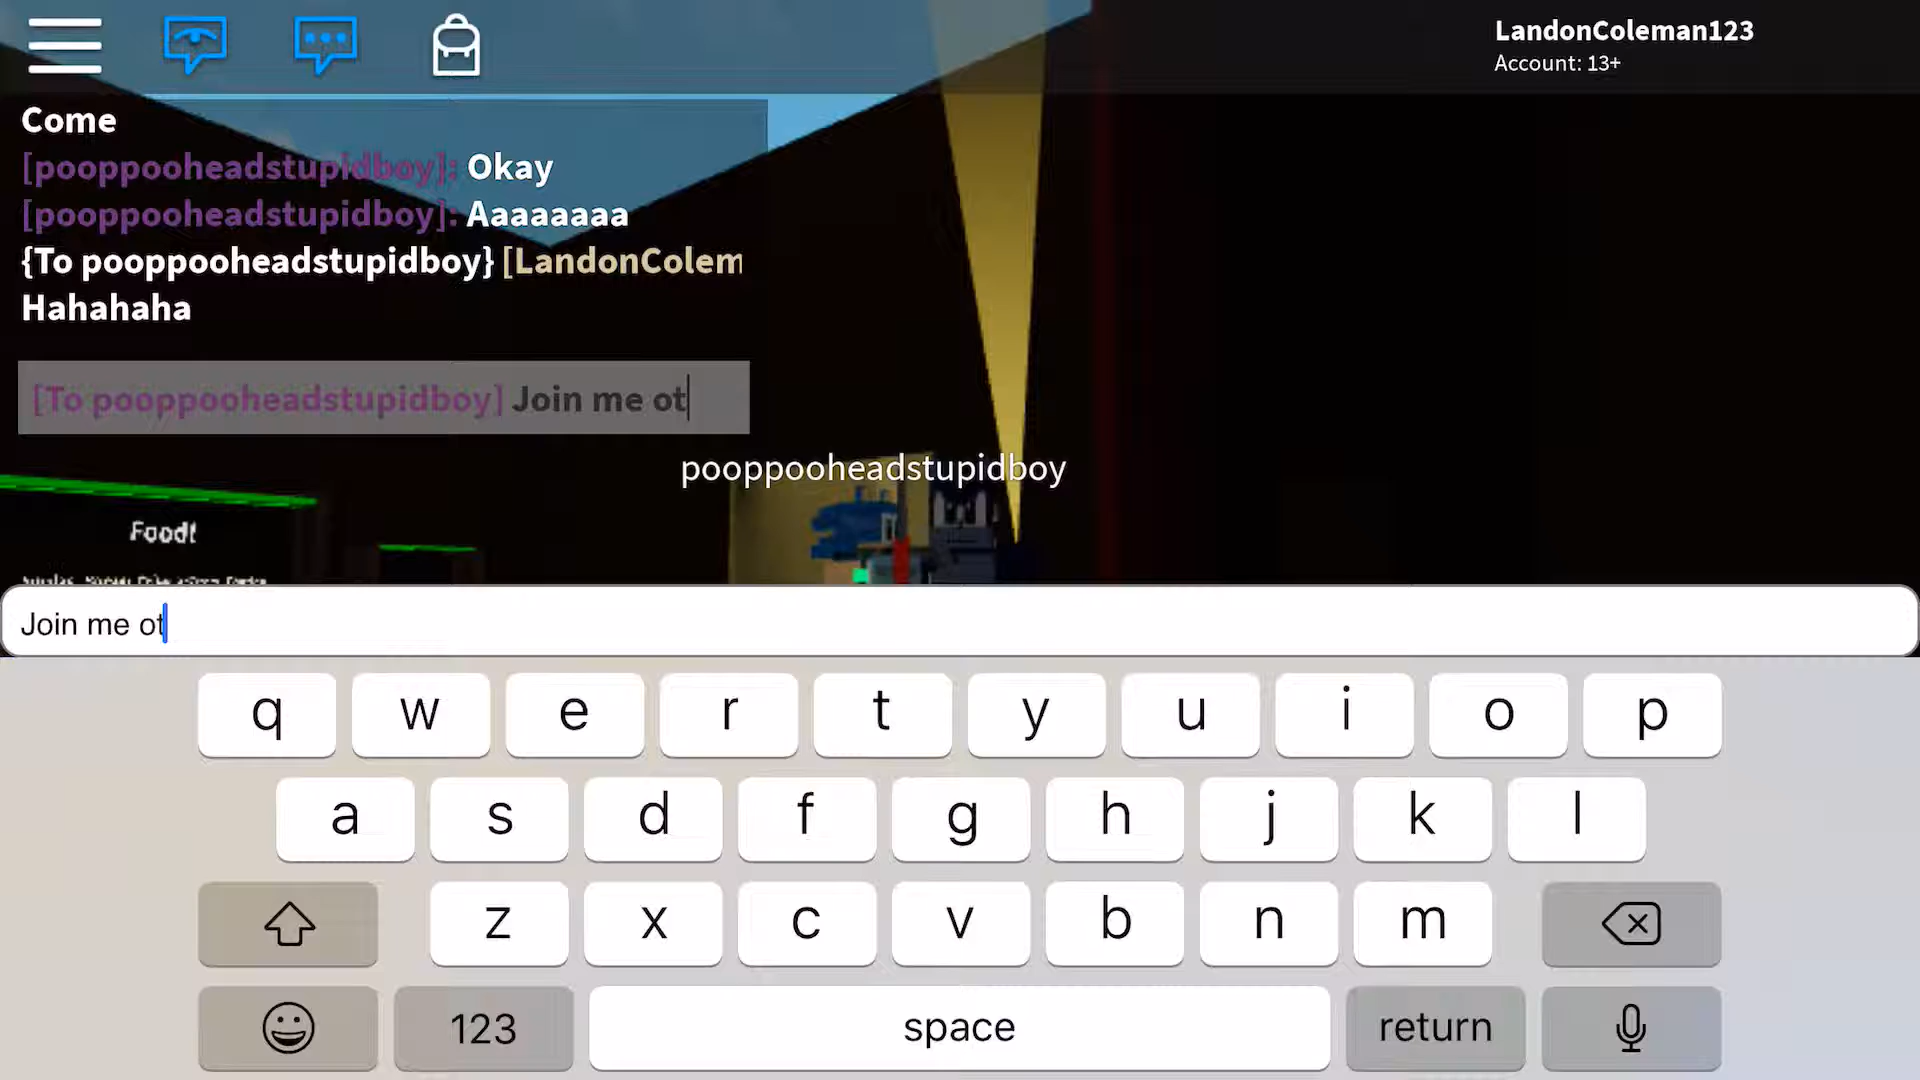 LandonColeman123
Account: 13+
Come
[pooppooheadstupidboy]: Okay
[pooppooheadstupidboy]: Aaaaaaaa
{To pooppooheadstupidboy} [LandonColem
Hahahaha
[To pooppooheadstupidboy] Join me ot
pooppooheadstupidboy
Food!
Join me ot
q w e r t y u i o p
a s d f g h j k l
z x c v b n m
123 space return